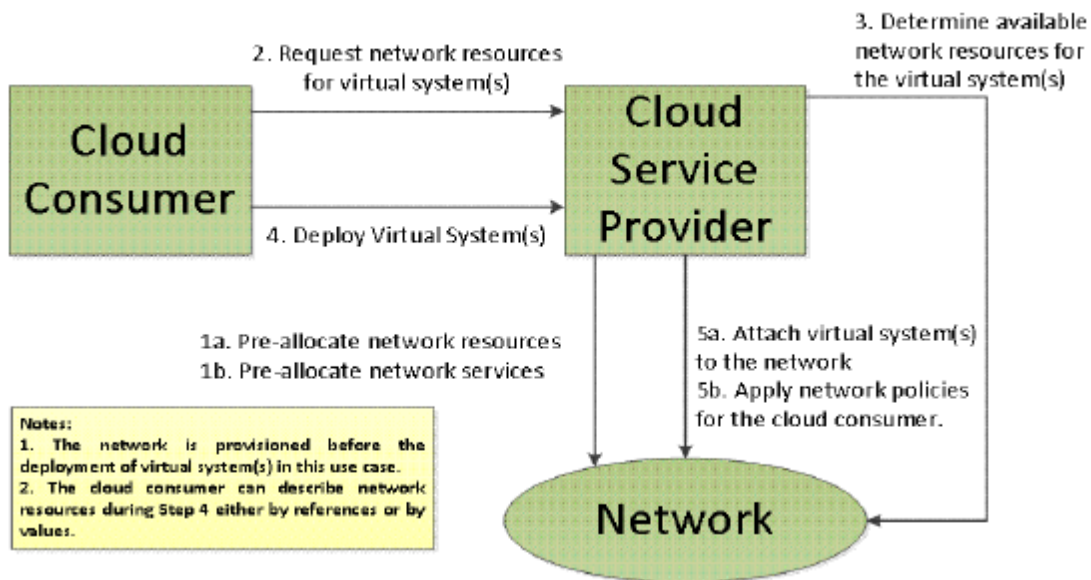 2. Request network resources
for virtual system(s)
3. Determine available
network resources for
the virtual system(s)
Cloud
Consumer
Cloud
Service
Provider
4. Deploy Virtual System(s)
1a. Pre-allocate network resources
1b. Pre-allocate network services
5a. Attach virtual system(s)
to the network
5b. Apply network policies
for the cloud consumer.
Notes:
1. The network is provisioned before the
deployment of virtual system(s) in this use case.
2. The cloud consumer can describe network
resources during Step 4 either by references or by
values.
Network